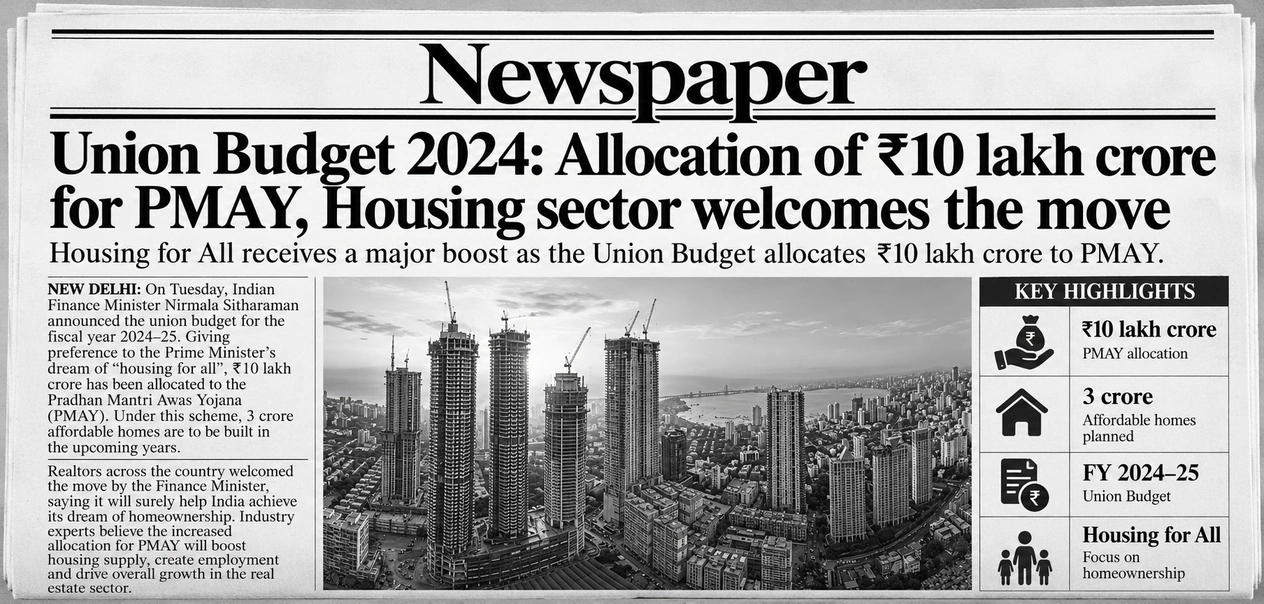 Newspaper
Union Budget 2024: Allocation of ₹10 lakh crore
for PMAY, Housing sector welcomes the move
Housing for All receives a major boost as the Union Budget allocates ₹10 lakh crore to PMAY.
NEW DELHI: On Tuesday, Indian
Finance Minister Nirmala Sitharaman
announced the union budget for the
fiscal year 2024–25. Giving
preference to the Prime Minister's
dream of “housing for all”, ₹10 lakh
crore has been allocated to the
Pradhan Mantri Awas Yojana
(PMAY). Under this scheme, 3 crore
affordable homes are to be built in
the upcoming years.
Realtors across the country welcomed
the move by the Finance Minister,
saying it will surely help India achieve
its dream of homeownership. Industry
experts believe the increased
allocation for PMAY will boost
housing supply, create employment
and drive overall growth in the real
estate sector.
KEY HIGHLIGHTS
₹
₹10 lakh crore
PMAY allocation
3 crore
Affordable homes
planned
₹
FY 2024–25
Union Budget
Housing for All
Focus on
homeownership